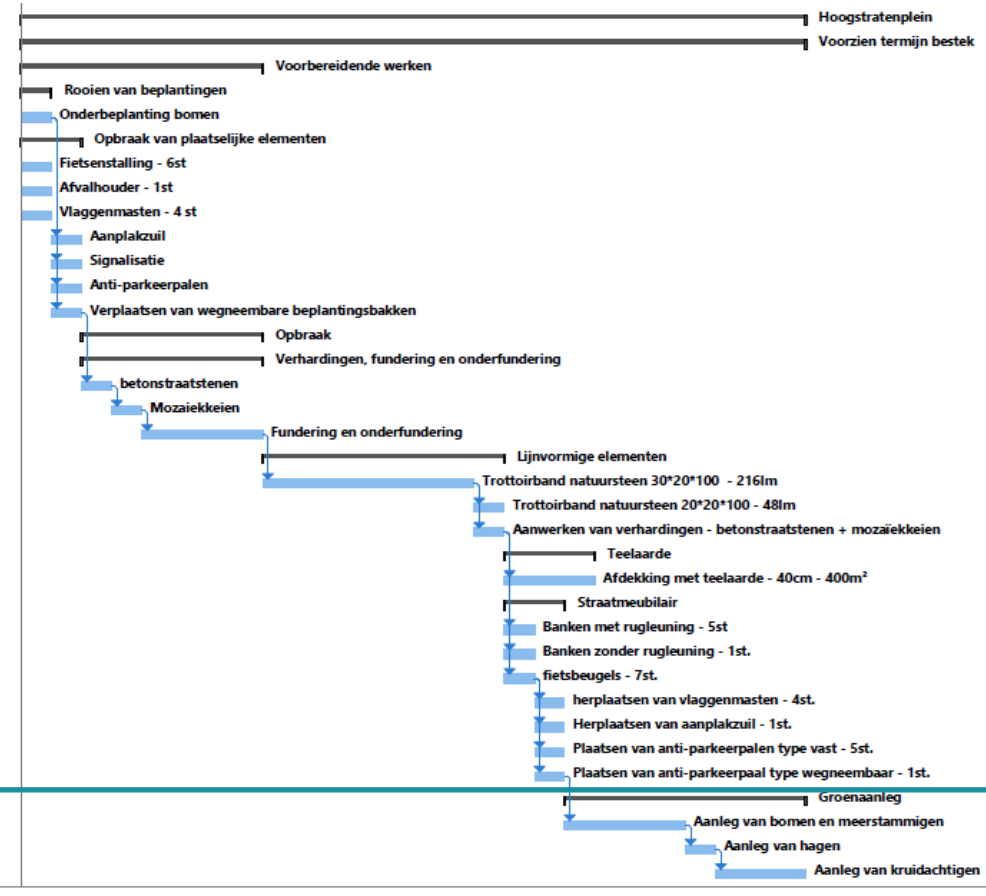 Hoogstratenplein
Voorzien termijn bestek
Voorbereidende werken
Rooien van beplantingen
Onderbeplanting bomen
Opbraak van plaatselijke elementen
Fietsenstalling - 6st
Afvalhouder - 1st
Vlaggenmasten - 4 st
Aanplakzuil
Signalisatie
Anti-parkeerpalen
Verplaatsen van wegneembare beplantingsbakken
Opbraak
Verhardingen, fundering en onderfundering
betonstraatstenen
Mozaiekkeien
Fundering en onderfundering
Lijnvormige elementen
Trottoirband natuursteen 30*20*100 - 216lm
Trottoirband natuursteen 20*20*100 - 48lm
Aanwerken van verhardingen - betonstraatstenen + mozaïekkeien
Teelaarde
Afdekking met teelaarde - 40cm - 400m²
Straatmeubilair
Banken met rugleuning - 5st
Banken zonder rugleuning - 1st.
fietsbeugels - 7st.
herplaatsen van vlaggenmasten - 4st.
Herplaatsen van aanplakzuil - 1st.
Plaatsen van anti-parkeerpalen type vast - 5st.
Plaatsen van anti-parkeerpaal type wegneembaar - 1st.
Groenaanleg
Aanleg van bomen en meerstammigen
Aanleg van hagen
Aanleg van kruidachtigen